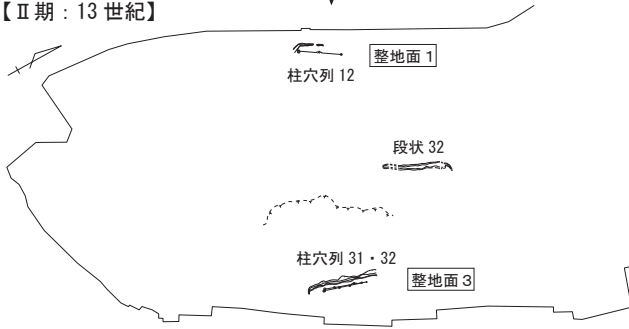 【Ⅱ期：13 世紀】
整地面 1
柱穴列 12
段状 32
柱穴列 31・32
整地面 3